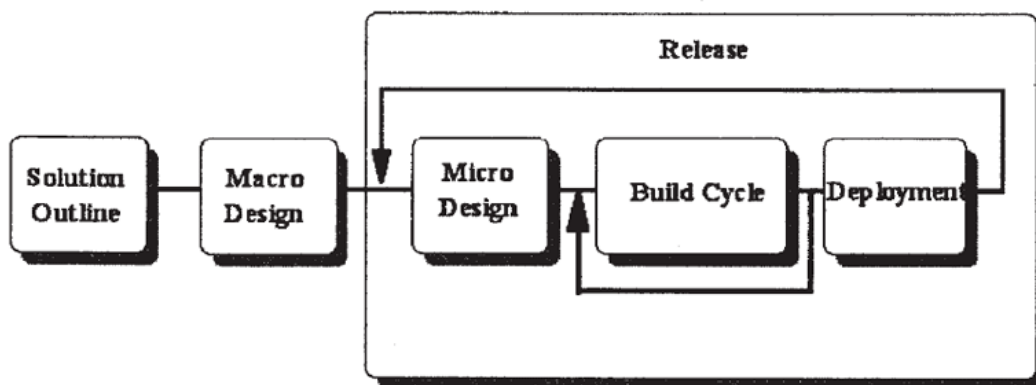 Release
Solution
Outline
Macro
Design
Micro
Design
Build Cycle
Deployment